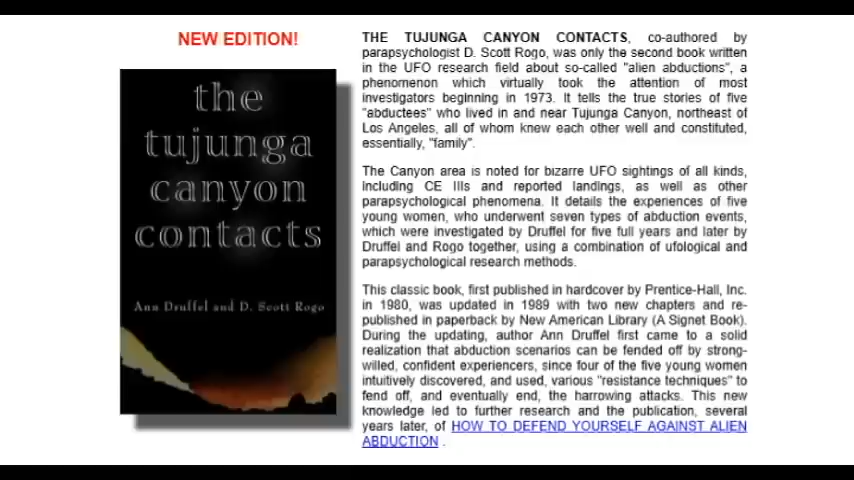 NEW EDITION!
the
tujunga
canyon
contacts
Ann Druffel and D. Scott Rogo
THE TUJUNGA CANYON CONTACTS, co-authored by
parapsychologist D. Scott Rogo, was only the second book written
in the UFO research field about so-called "alien abductions", a
phenomenon which virtually took the attention of most
investigators beginning in 1973. It tells the true stories of five
"abductees" who lived in and near Tujunga Canyon, northeast of
Los Angeles, all of whom knew each other well and constituted,
essentially, "family".
The Canyon area is noted for bizarre UFO sightings of all kinds,
including CE IIIs and reported landings, as well as other
parapsychological phenomena. It details the experiences of five
young women, who underwent seven types of abduction events,
which were investigated by Druffel for five full years and later by
Druffel and Rogo together, using a combination of ufological and
parapsychological research methods.
This classic book, first published in hardcover by Prentice-Hall, Inc.
in 1980, was updated in 1989 with two new chapters and re-
published in paperback by New American Library (A Signet Book).
During the updating, author Ann Druffel first came to a solid
realization that abduction scenarios can be fended off by strong-
willed, confident experiencers, since four of the five young women
intuitively discovered, and used, various "resistance techniques" to
fend off, and eventually end, the harrowing attacks. This new
knowledge led to further research and the publication, several
years later, of HOW TO DEFEND YOURSELF AGAINST ALIEN
ABDUCTION .